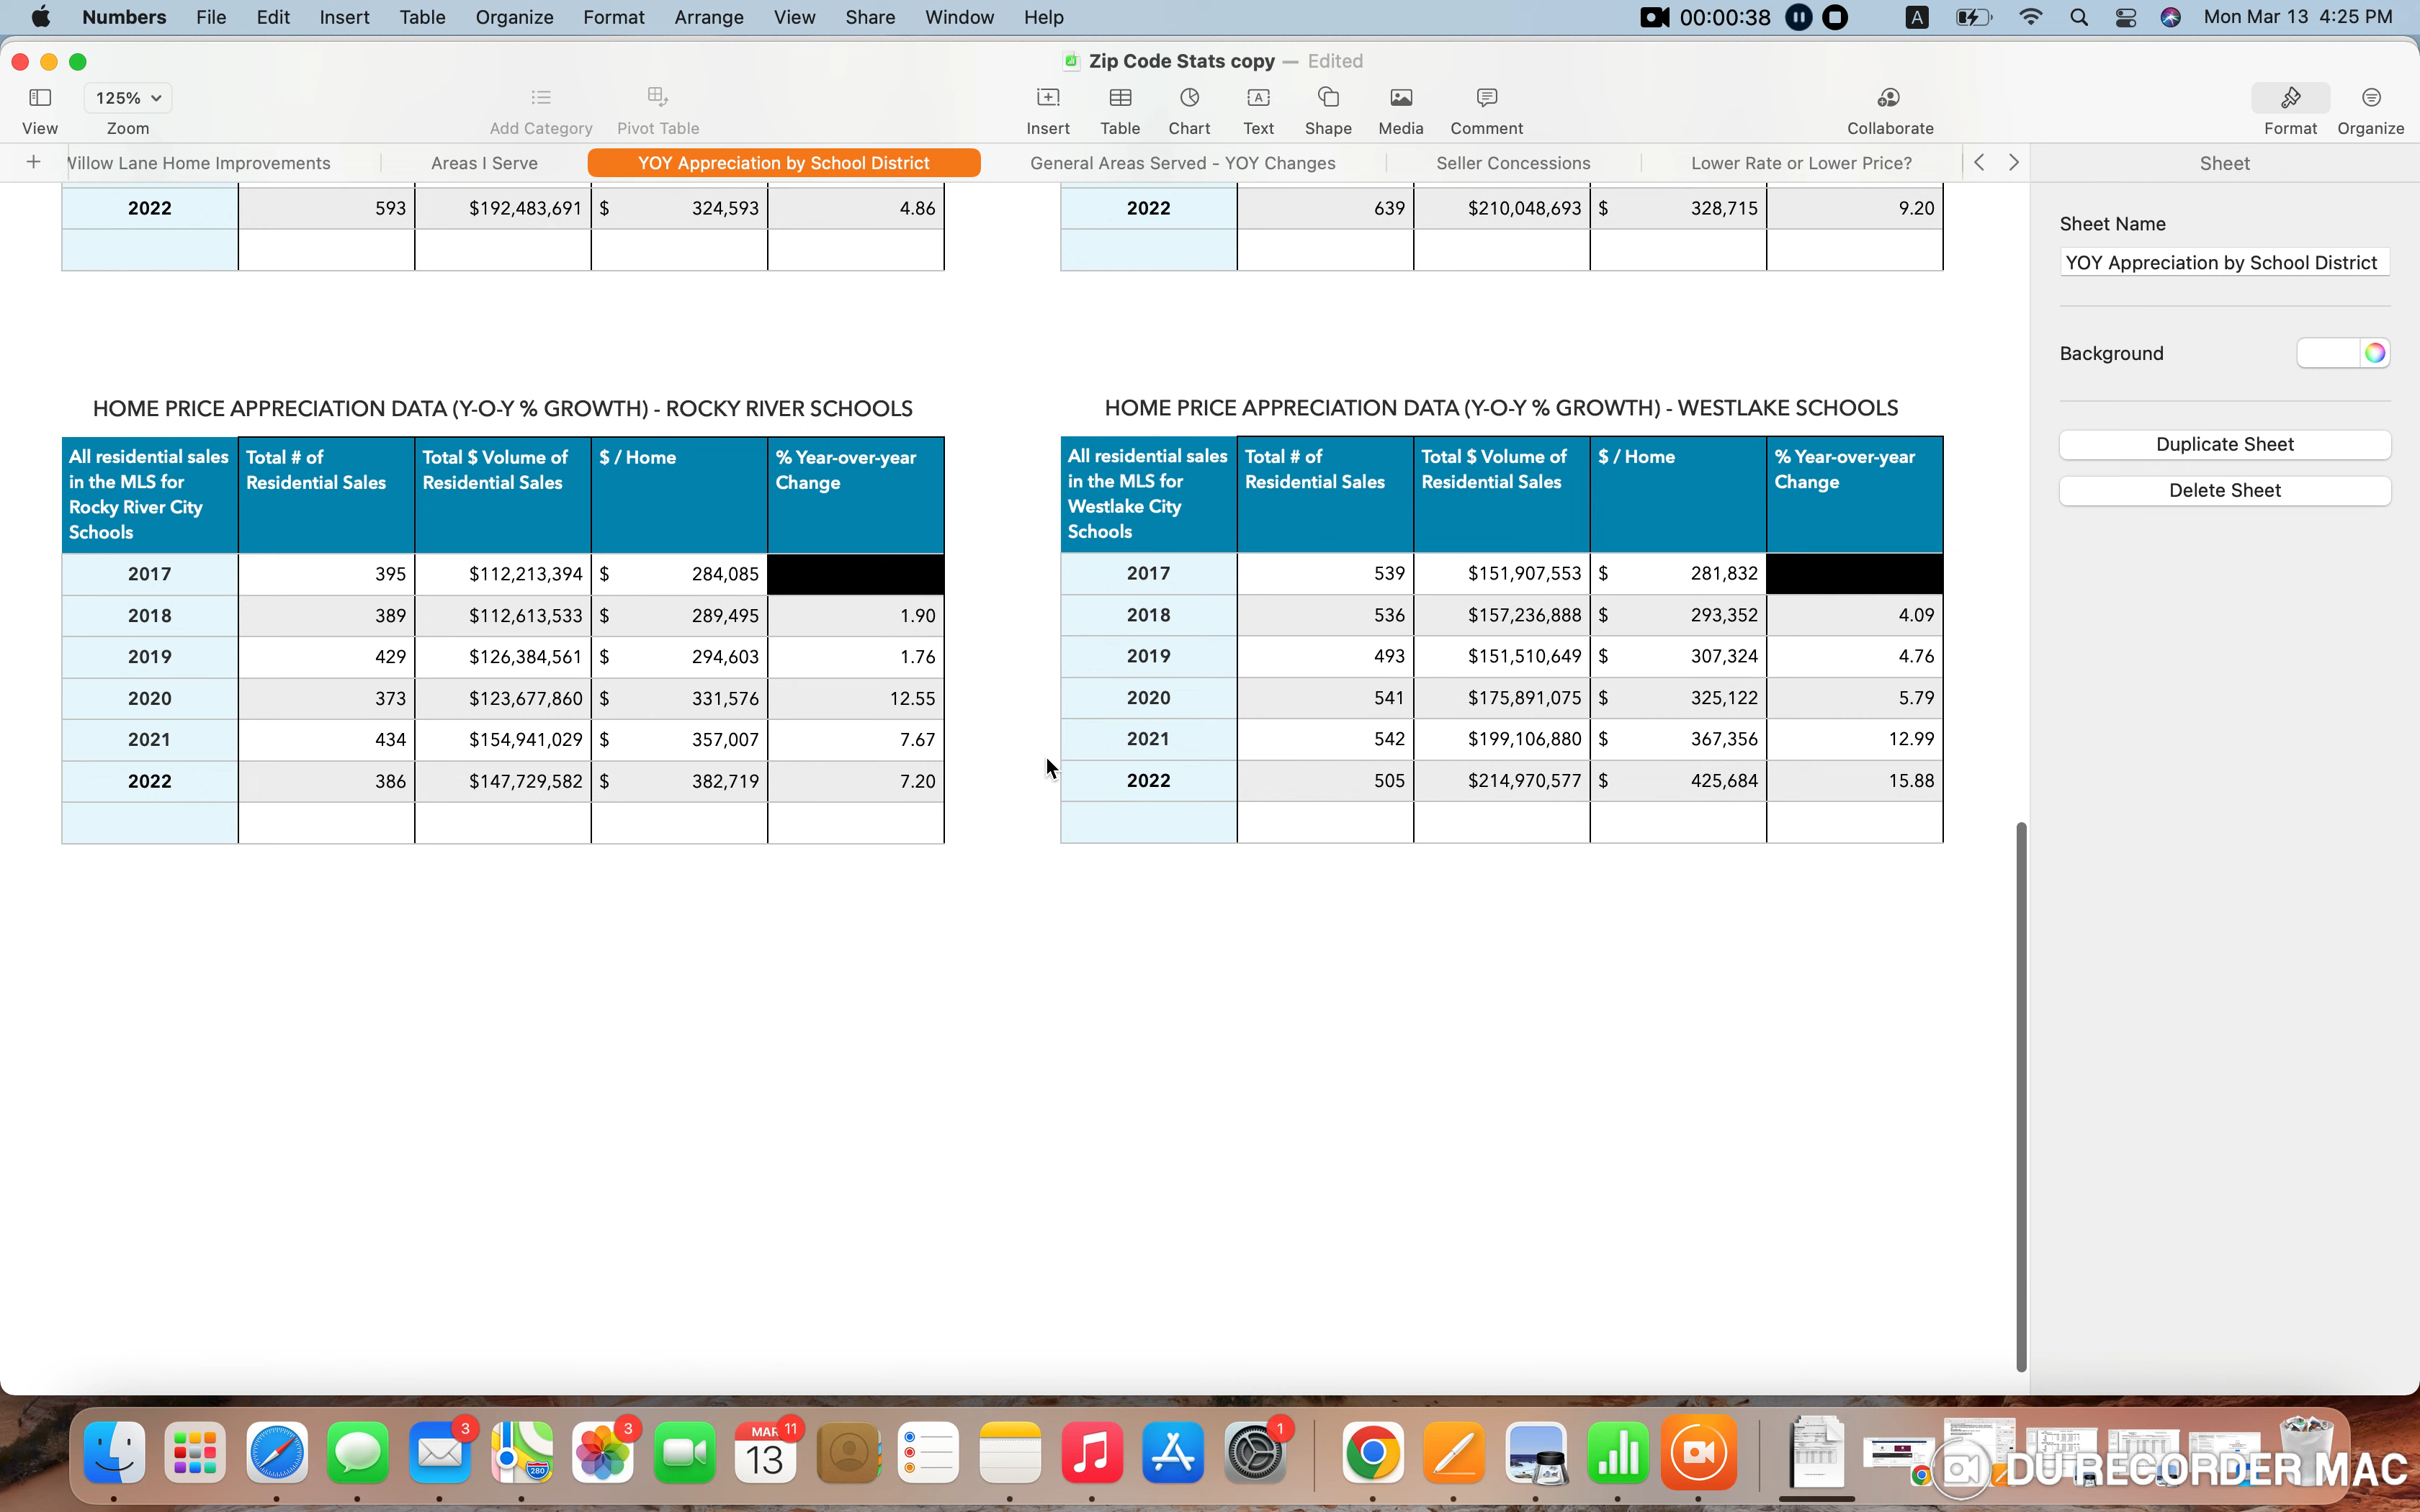 Numbers File Edit Insert Table Organize Format Arrange View Share Window Help 00:00:38 A Mon Mar 13 4:25 PM
Zip Code Stats copy — Edited
125%
View Zoom Add Category Pivot Table Insert Table Chart Text Shape Media Comment Collaborate Format Organize
Willow Lane Home Improvements Areas I Serve YOY Appreciation by School District General Areas Served - YOY Changes Seller Concessions Lower Rate or Lower Price? Sheet
2022 593 $192,483,691 $ 324,593 4.86
2022 639 $210,048,693 $ 328,715 9.20
Sheet Name
YOY Appreciation by School District
Background
Duplicate Sheet
Delete Sheet
HOME PRICE APPRECIATION DATA (Y-O-Y % GROWTH) - ROCKY RIVER SCHOOLS
All residential sales in the MLS for Rocky River City Schools Total # of Residential Sales Total $ Volume of Residential Sales $ / Home % Year-over-year Change
2017 395 $112,213,394 $ 284,085
2018 389 $112,613,533 $ 289,495 1.90
2019 429 $126,384,561 $ 294,603 1.76
2020 373 $123,677,860 $ 331,576 12.55
2021 434 $154,941,029 $ 357,007 7.67
2022 386 $147,729,582 $ 382,719 7.20
HOME PRICE APPRECIATION DATA (Y-O-Y % GROWTH) - WESTLAKE SCHOOLS
All residential sales in the MLS for Westlake City Schools Total # of Residential Sales Total $ Volume of Residential Sales $ / Home % Year-over-year Change
2017 539 $151,907,553 $ 281,832
2018 536 $157,236,888 $ 293,352 4.09
2019 493 $151,510,649 $ 307,324 4.76
2020 541 $175,891,075 $ 325,122 5.79
2021 542 $199,106,880 $ 367,356 12.99
2022 505 $214,970,577 $ 425,684 15.88
3 280 3 MAR 11 13 1
DU RECORDER MAC